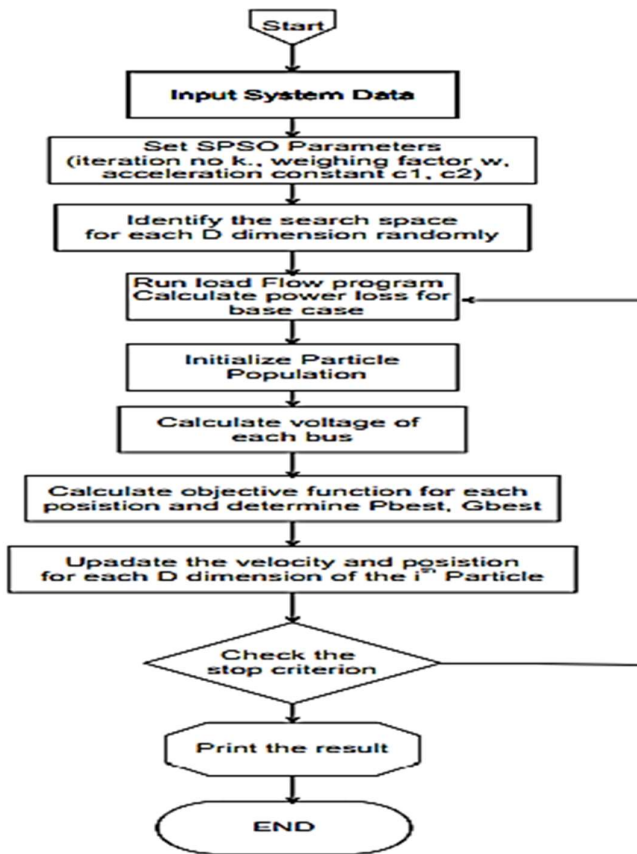 Start
Input System Data
Set SPSO Parameters
(iteration no k., weighing factor w,
acceleration constant c1, c2)
Identify the search space
for each D dimension randomly
Run load Flow program
Calculate power loss for
base case
Initialize Particle
Population
Calculate voltage of
each bus
Calculate objective function for each
posistion and determine Pbest, Gbest
Upadate the velocity and posistion
for each D dimension of the i^th Particle
Check the
stop criterion
Print the result
END